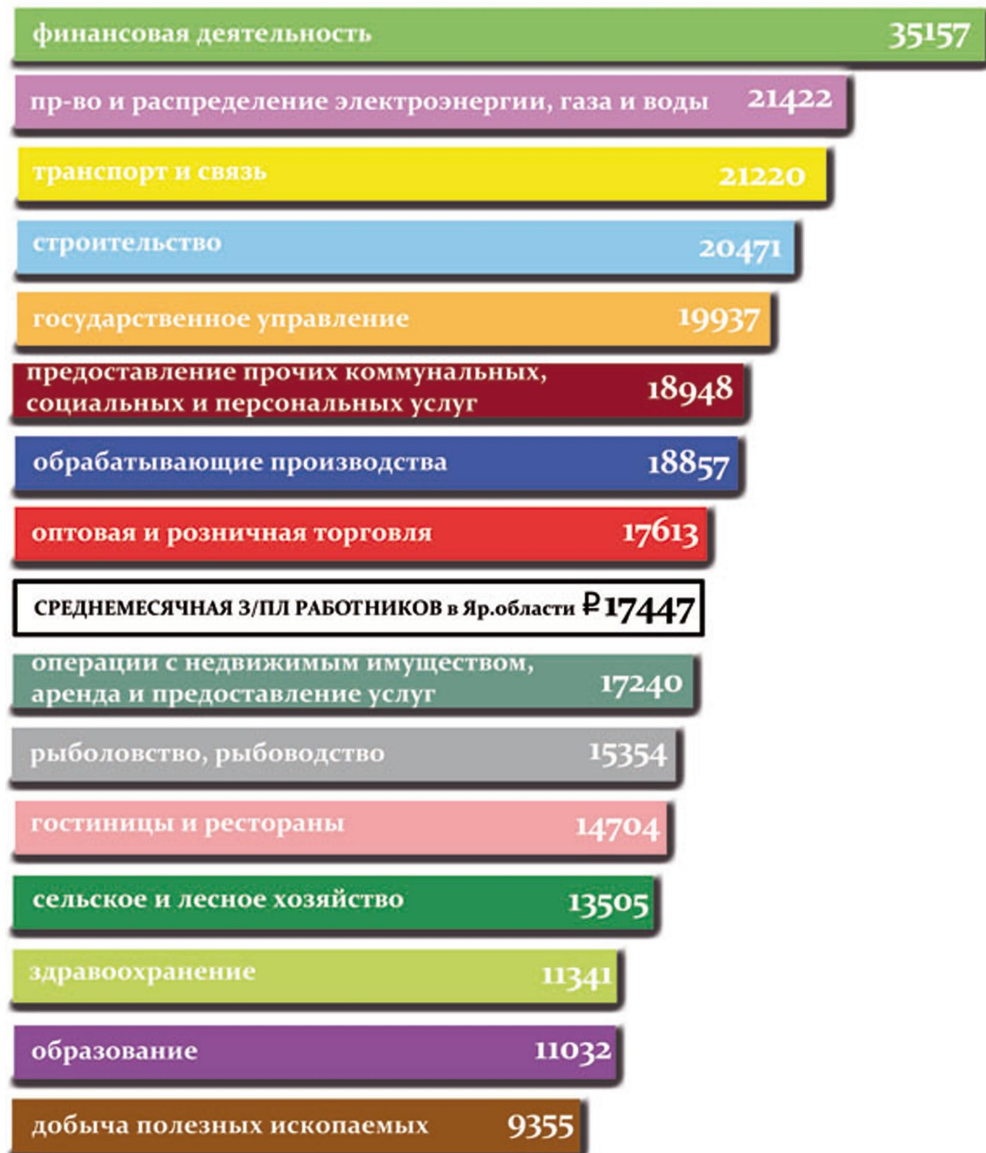 финансовая деятельность 35157
пр-во и распределение электроэнергии, газа и воды 21422
транспорт и связь 21220
строительство 20471
государственное управление 19937
предоставление прочих коммунальных,
социальных и персональных услуг 18948
обрабатывающие производства 18857
оптовая и розничная торговля 17613
СРЕДНЕМЕСЯЧНАЯ З/ПЛ РАБОТНИКОВ в Яр.области ₽ 17447
операции с недвижимым имуществом,
аренда и предоставление услуг 17240
рыболовство, рыбоводство 15354
гостиницы и рестораны 14704
сельское и лесное хозяйство 13505
здравоохранение 11341
образование 11032
добыча полезных ископаемых 9355